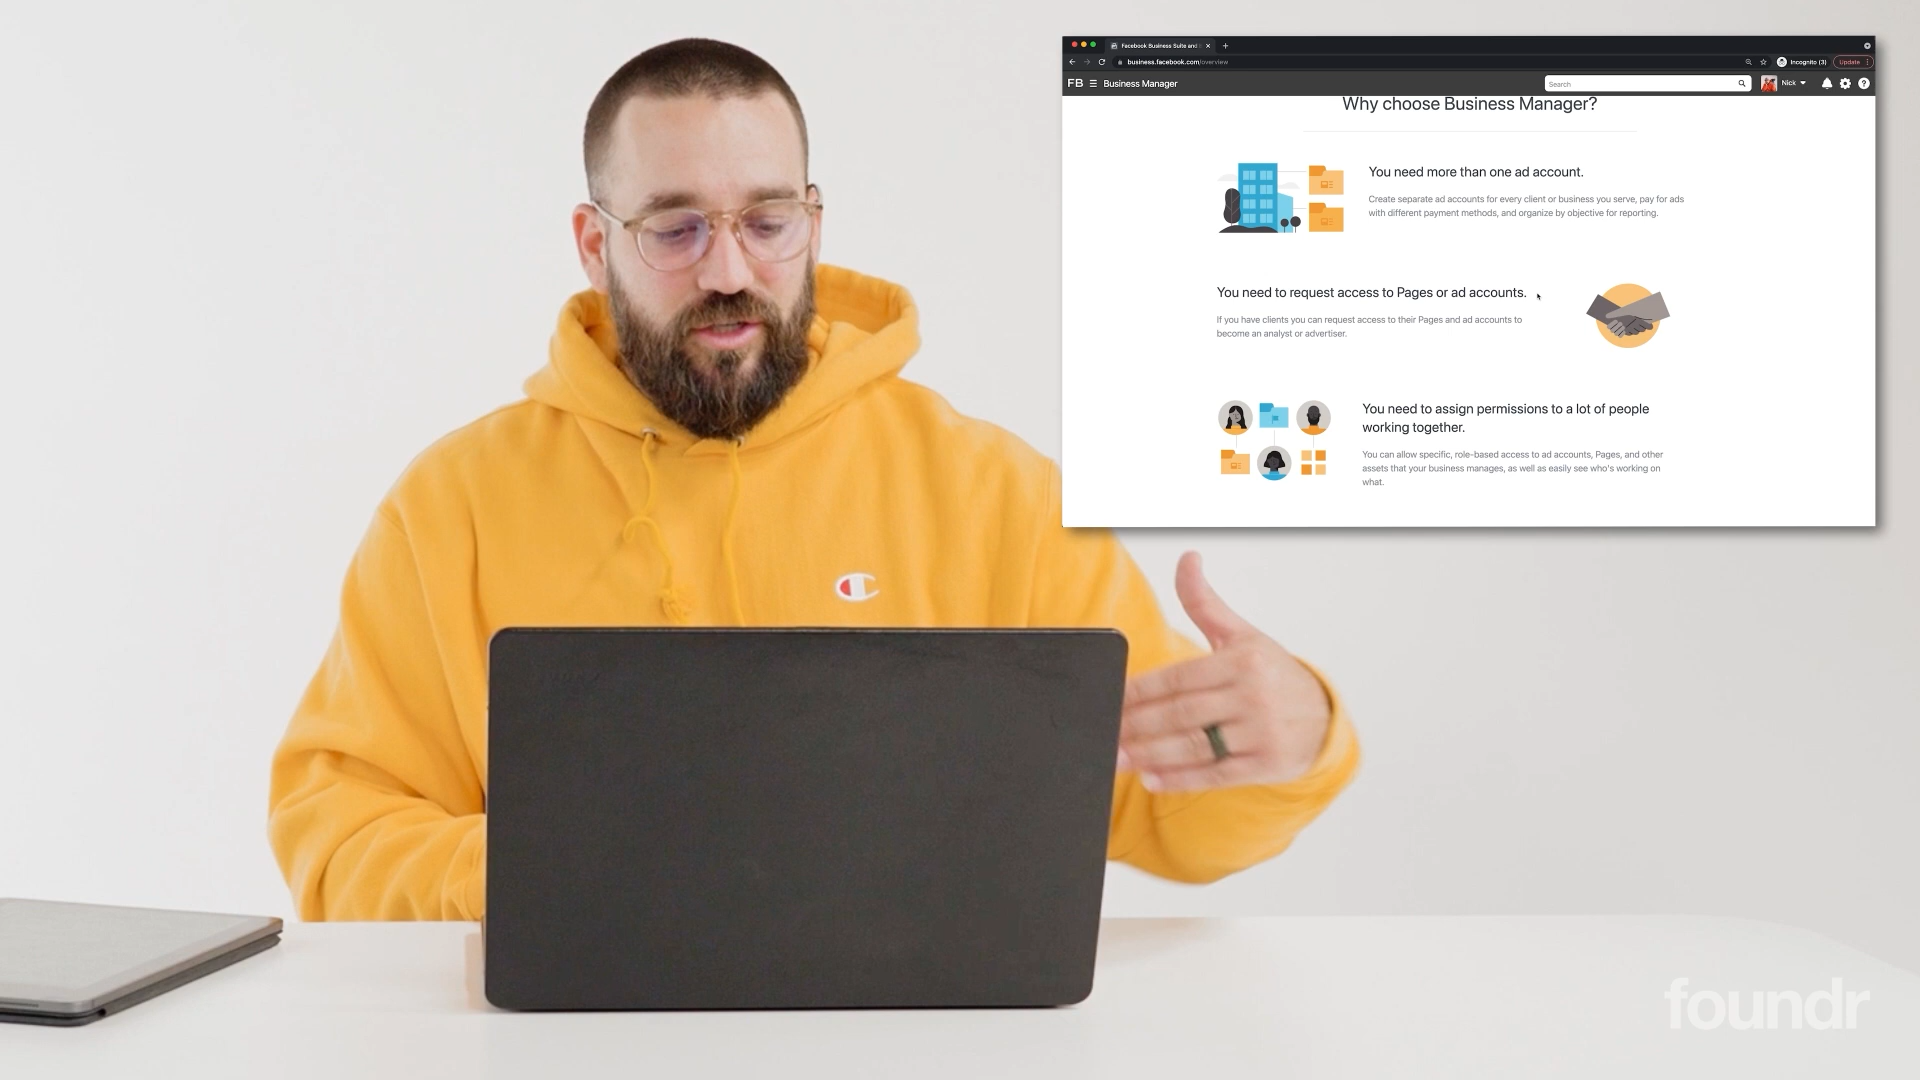 Facebook Business Suite and
business.facebook.com/overview
Incognito (3)
Update
FB
Business Manager
Search
Nick
Why choose Business Manager?
You need more than one ad account.
Create separate ad accounts for every client or business you serve, pay for ads
with different payment methods, and organize by objective for reporting.
You need to request access to Pages or ad accounts.
If you have clients you can request access to their Pages and ad accounts to
become an analyst or advertiser.
You need to assign permissions to a lot of people
working together.
You can allow specific, role-based access to ad accounts, Pages, and other
assets that your business manages, as well as easily see who's working on
what.
foundr